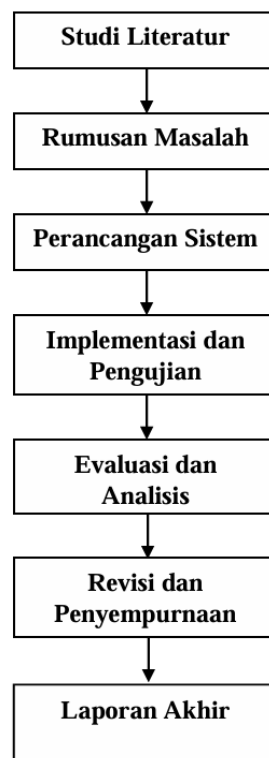 Studi Literatur
Rumusan Masalah
Perancangan Sistem
Implementasi dan
Pengujian
Evaluasi dan
Analisis
Revisi dan
Penyempurnaan
Laporan Akhir